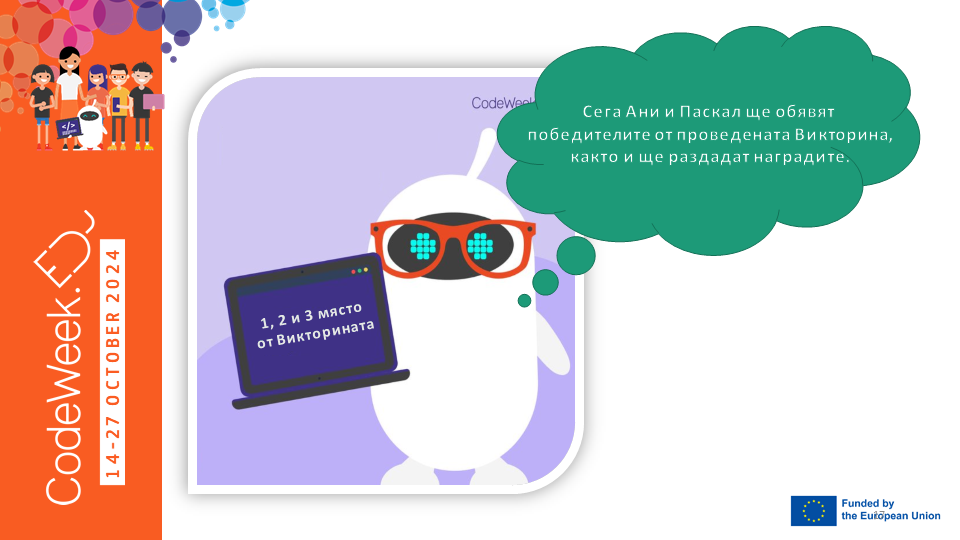 CodeWeek
Сега Ани и Паскал ще обявят
победителите от проведената Викторина,
както и ще раздадат наградите.
</>
1, 2 и 3 място
от Викторината
CodeWeek.EU
14-27 OCTOBER 2024
Funded by
the European Union